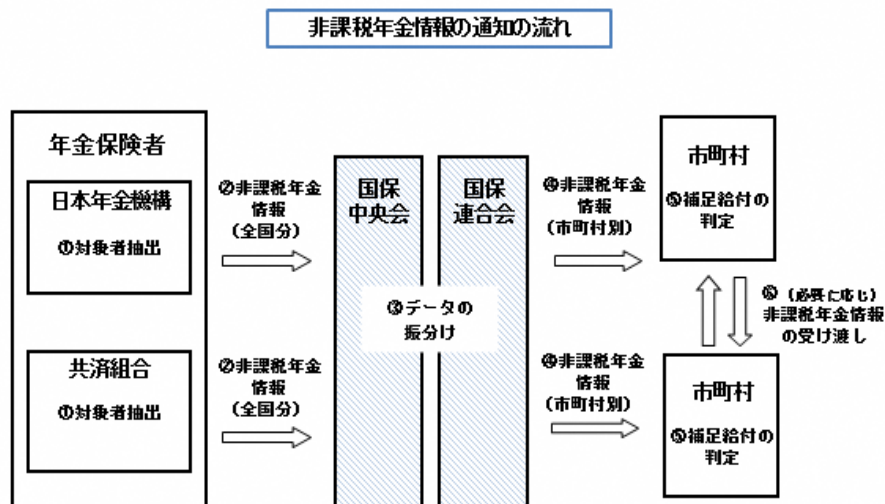 非課税年金情報の通知の流れ
年金保険者
日本年金機構
①対象者抽出
共済組合
①対象者抽出
②非課税年金
情報
（全国分）
②非課税年金
情報
（全国分）
国保
中央会
国保
連合会
③データの
振分け
④非課税年金
情報
（市町村別）
④非課税年金
情報
（市町村別）
市町村
⑤補足給付の
判定
⑥（必要に応じ）
非課税年金情報
の受け渡し
市町村
⑤補足給付の
判定